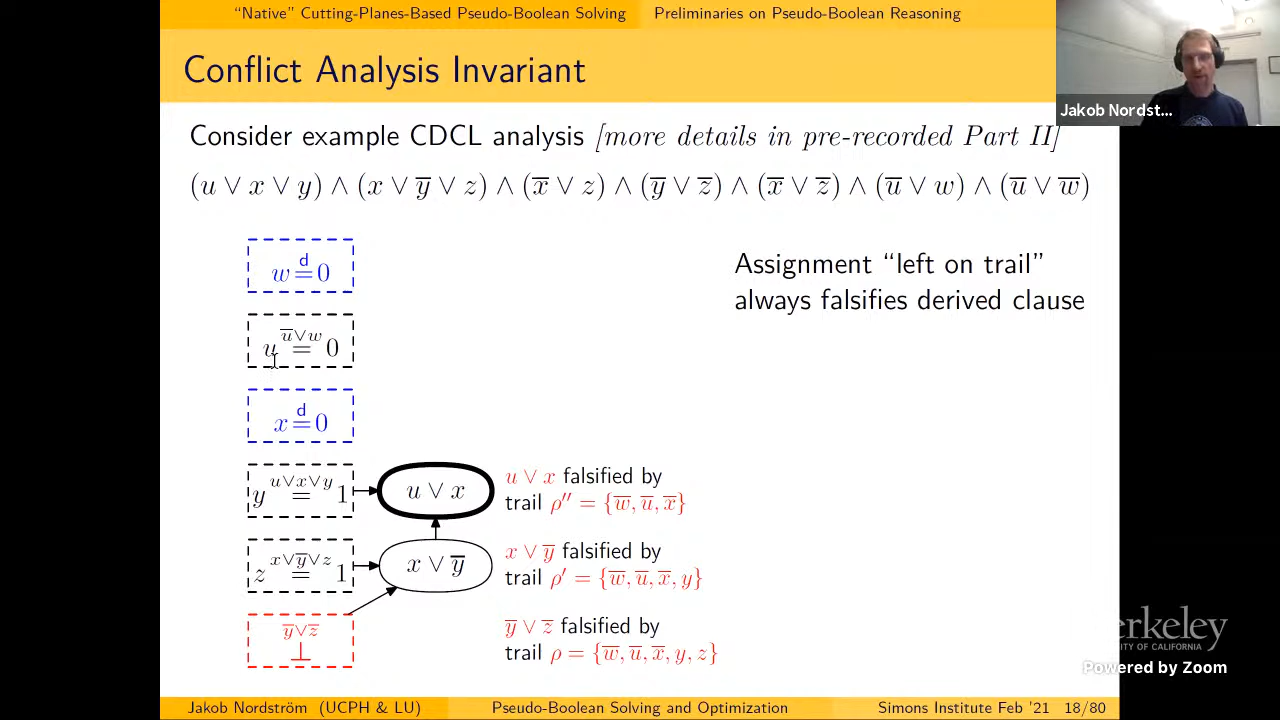 “Native” Cutting-Planes-Based Pseudo-Boolean Solving Preliminaries on Pseudo-Boolean Reasoning
Conflict Analysis Invariant
Jakob Nordst...
Consider example CDCL analysis [more details in pre-recorded Part II]
(u ∨ x ∨ y) ∧ (x ∨ y̅ ∨ z) ∧ (x̅ ∨ z) ∧ (y̅ ∨ z̅) ∧ (x̅ ∨ z̅) ∧ (u̅ ∨ w) ∧ (u̅ ∨ w̅)
Assignment “left on trail”
always falsifies derived clause
d
w = 0
u̅∨w
u = 0
d
x = 0
u∨x∨y
y = 1
u ∨ x
u ∨ x falsified by
trail ρ″ = {w̅, u̅, x̅}
x∨y̅∨z
z = 1
x ∨ y̅
x ∨ y̅ falsified by
trail ρ′ = {w̅, u̅, x̅, y}
y̅∨z̅
⊥
y̅ ∨ z̅ falsified by
trail ρ = {w̅, u̅, x̅, y, z}
erkeley
OF CALIFORNIA
Powered by Zoom
Jakob Nordström (UCPH & LU) Pseudo-Boolean Solving and Optimization Simons Institute Feb '21 18/80